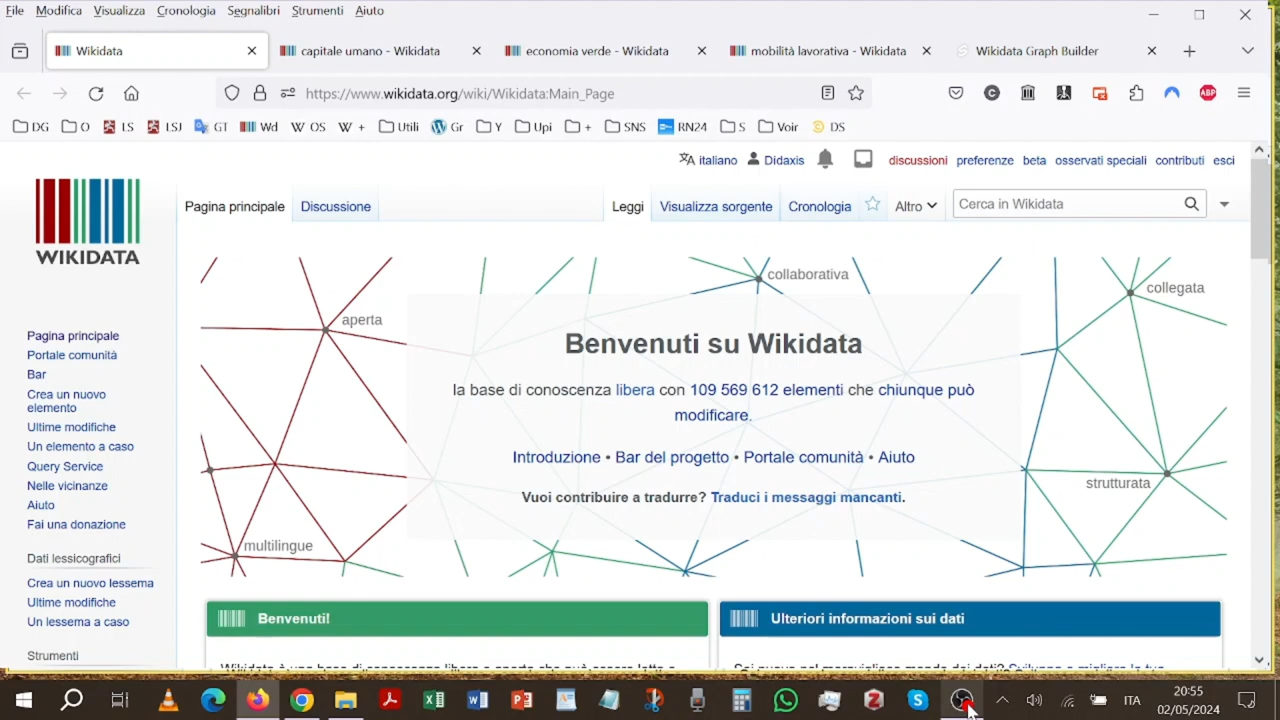 File Modifica Visualizza Cronologia Segnalibri Strumenti Aiuto
Wikidata capitale umano - Wikidata economia verde - Wikidata mobilità lavorativa - Wikidata Wikidata Graph Builder
https://www.wikidata.org/wiki/Wikidata:Main_Page
DG O LS LSJ GT Wd OS + Utili Gr Y Upi + SNS RN24 S Voir DS
italiano Didaxis discussioni preferenze beta osservati speciali contributi esci
Pagina principale Discussione Leggi Visualizza sorgente Cronologia Altro Cerca in Wikidata
WIKIDATA
collaborativa
collegata
aperta
Benvenuti su Wikidata
la base di conoscenza libera con 109 569 612 elementi che chiunque può
modificare.
Introduzione • Bar del progetto • Portale comunità • Aiuto
strutturata
Vuoi contribuire a tradurre? Traduci i messaggi mancanti.
multilingue
Pagina principale
Portale comunità
Bar
Crea un nuovo
elemento
Ultime modifiche
Un elemento a caso
Query Service
Nelle vicinanze
Aiuto
Fai una donazione
Dati lessicografici
Crea un nuovo lessema
Ultime modifiche
Un lessema a caso
Strumenti
Benvenuti!
Ulteriori informazioni sui dati
ITA
20:55
02/05/2024